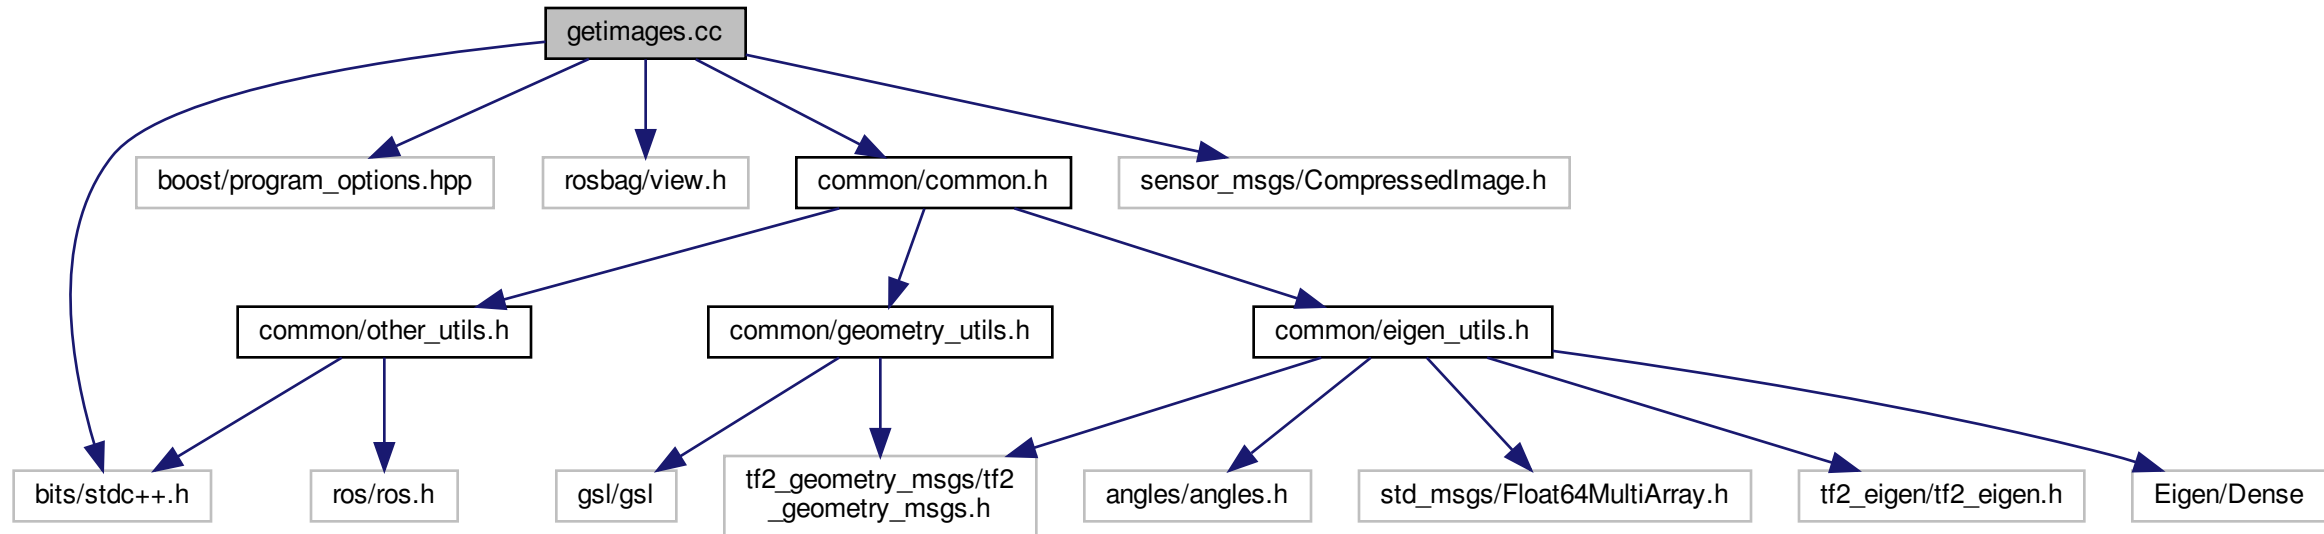 getimages.cc
boost/program_options.hpp
rosbag/view.h
common/common.h
sensor_msgs/CompressedImage.h
common/other_utils.h
common/geometry_utils.h
common/eigen_utils.h
bits/stdc++.h
ros/ros.h
gsl/gsl
tf2_geometry_msgs/tf2
_geometry_msgs.h
angles/angles.h
std_msgs/Float64MultiArray.h
tf2_eigen/tf2_eigen.h
Eigen/Dense